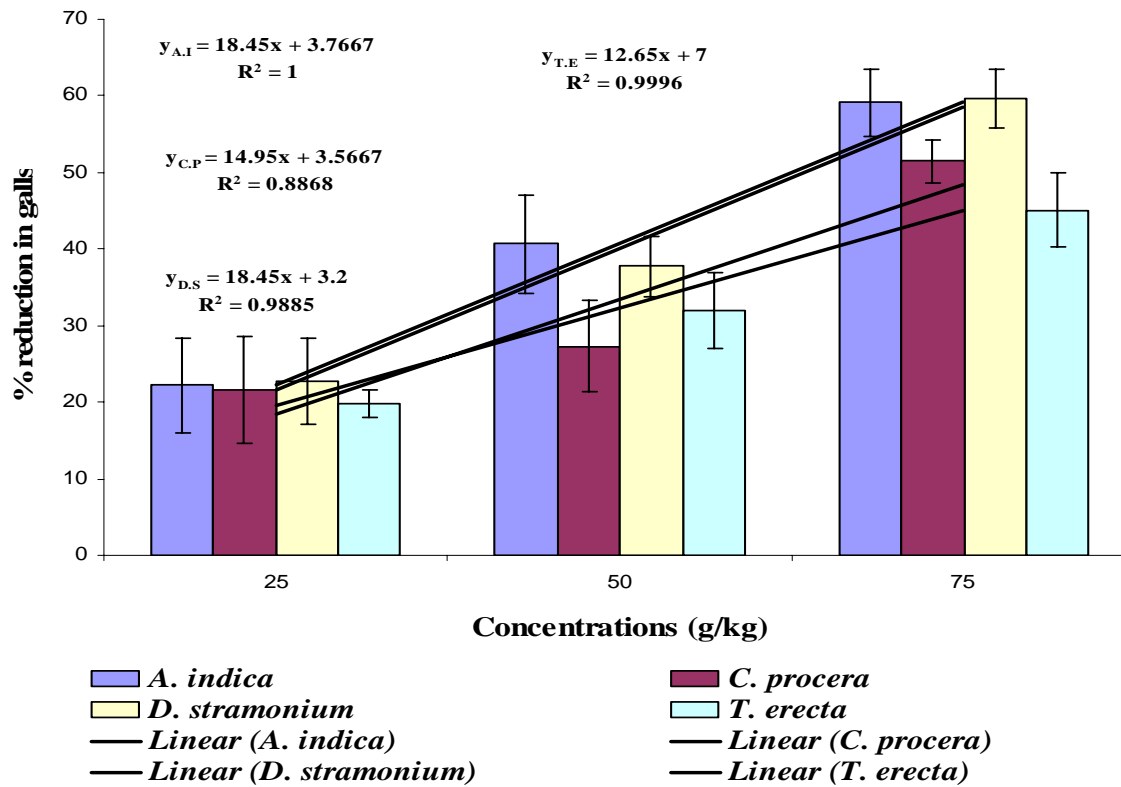 70
60
50
40
30
20
10
0
% reduction in galls
y_A.I = 18.45x + 3.7667
R² = 1
y_T.E = 12.65x + 7
R² = 0.9996
y_C.P = 14.95x + 3.5667
R² = 0.8868
y_D.S = 18.45x + 3.2
R² = 0.9885
25 50 75
Concentrations (g/kg)
A. indica C. procera
D. stramonium T. erecta
Linear (A. indica) Linear (C. procera)
Linear (D. stramonium) Linear (T. erecta)